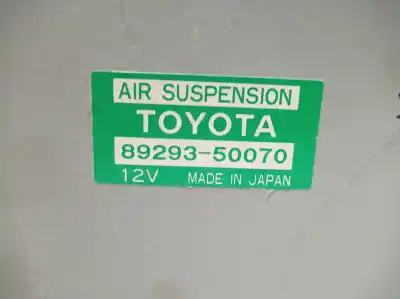 AIR SUSPENSION
TOYOTA
89293-50070
12V MADE IN JAPAN